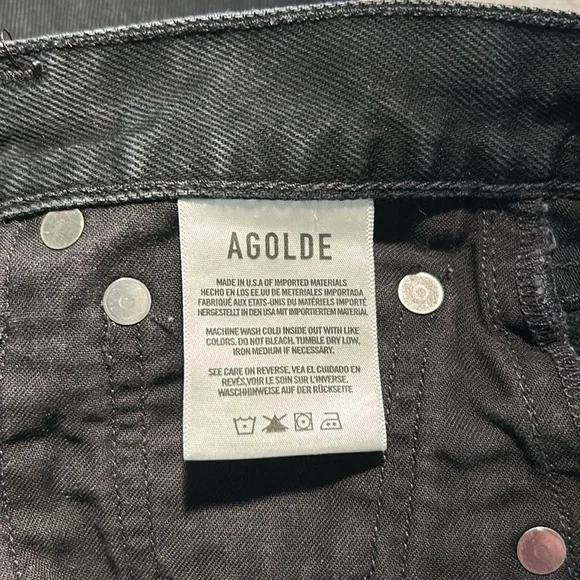 AGOLDE
MADE IN U.S.A OF IMPORTED MATERIALS
HECHO EN LOS EE.UU DE METERIALES IMPORTADA
FABRIQUÉ AUX ETATS-UNIS DU MATÉRIELS IMPORTÉ
HERGESTELLT IN DEN USA MIT IMPORTIERTEM MATERIAL
MACHINE WASH COLD INSIDE OUT WITH LIKE
COLORS. DO NOT BLEACH. TUMBLE DRY LOW.
IRON MEDIUM IF NECESSARY.
SEE CARE ON REVERSE, VEA EL CUIDADO EN
REVÉS,VOIR LE SOIN SUR L'INVERSE,
WASCHHINWEISE AUF DER RÜCKSEITE